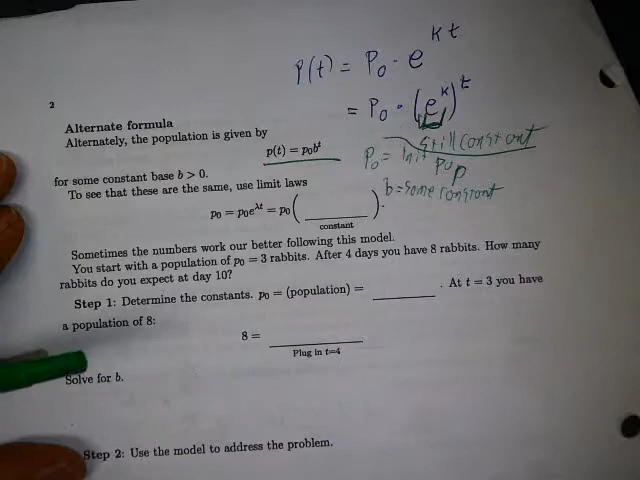 P(t) = P₀ · e^{kt}
= P₀ · (e^k)^t
2
Alternate formula
Alternately, the population is given by
p(t) = p₀bᵗ
still constant
P₀ = Init pop
for some constant base b > 0.
b = some constant
To see that these are the same, use limit laws
p₀ = p₀e^{λt} = p₀( ________ )^.
constant
Sometimes the numbers work our better following this model.
You start with a population of p₀ = 3 rabbits. After 4 days you have 8 rabbits. How many
rabbits do you expect at day 10?
Step 1: Determine the constants. p₀ = (population) = ________ . At t = 3 you have
a population of 8:
8 = ________
Plug in t=4
Solve for b.
Step 2: Use the model to address the problem.